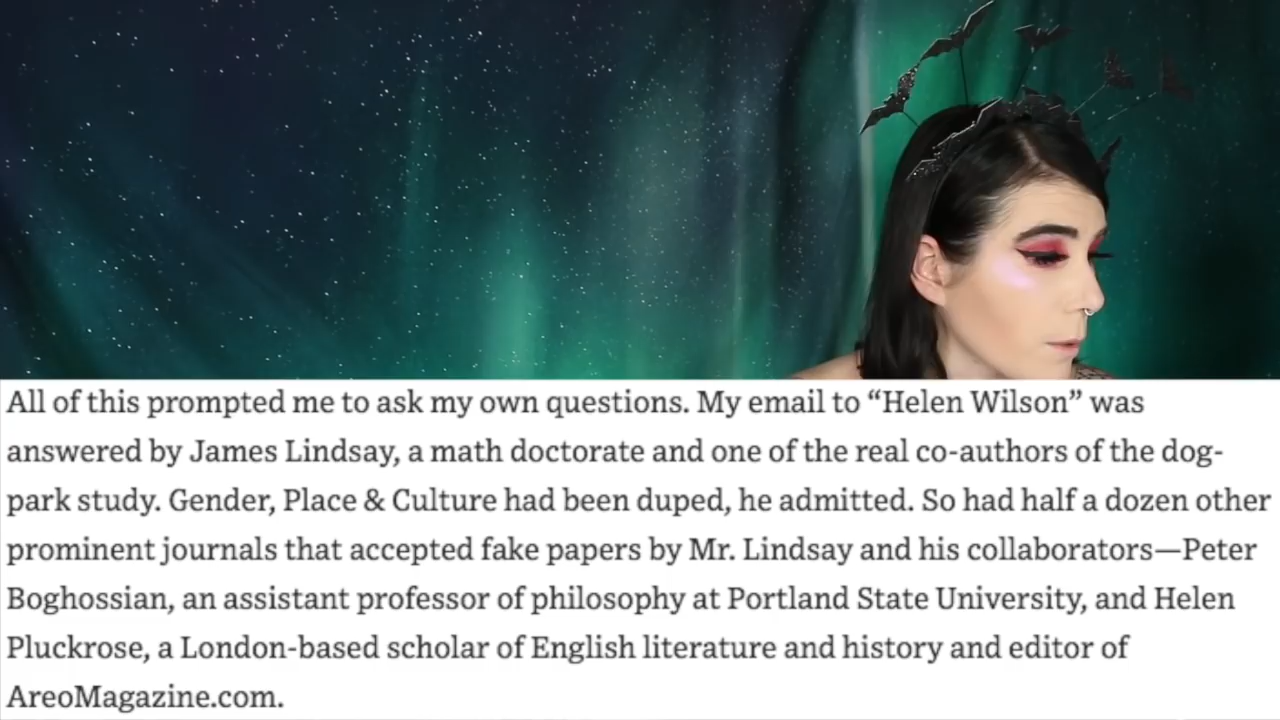 All of this prompted me to ask my own questions. My email to “Helen Wilson” was
answered by James Lindsay, a math doctorate and one of the real co-authors of the dog-
park study. Gender, Place & Culture had been duped, he admitted. So had half a dozen other
prominent journals that accepted fake papers by Mr. Lindsay and his collaborators—Peter
Boghossian, an assistant professor of philosophy at Portland State University, and Helen
Pluckrose, a London-based scholar of English literature and history and editor of
AreoMagazine.com.